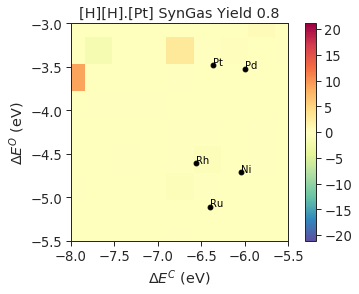 [H][H].[Pt] SynGas Yield 0.8
−3.0
−3.5
−4.0
−4.5
−5.0
−5.5
ΔE^O (eV)
Pt
Pd
Rh
Ni
Ru
−8.0 −7.5 −7.0 −6.5 −6.0 −5.5
ΔE^C (eV)
20
15
10
5
0
−5
−10
−15
−20